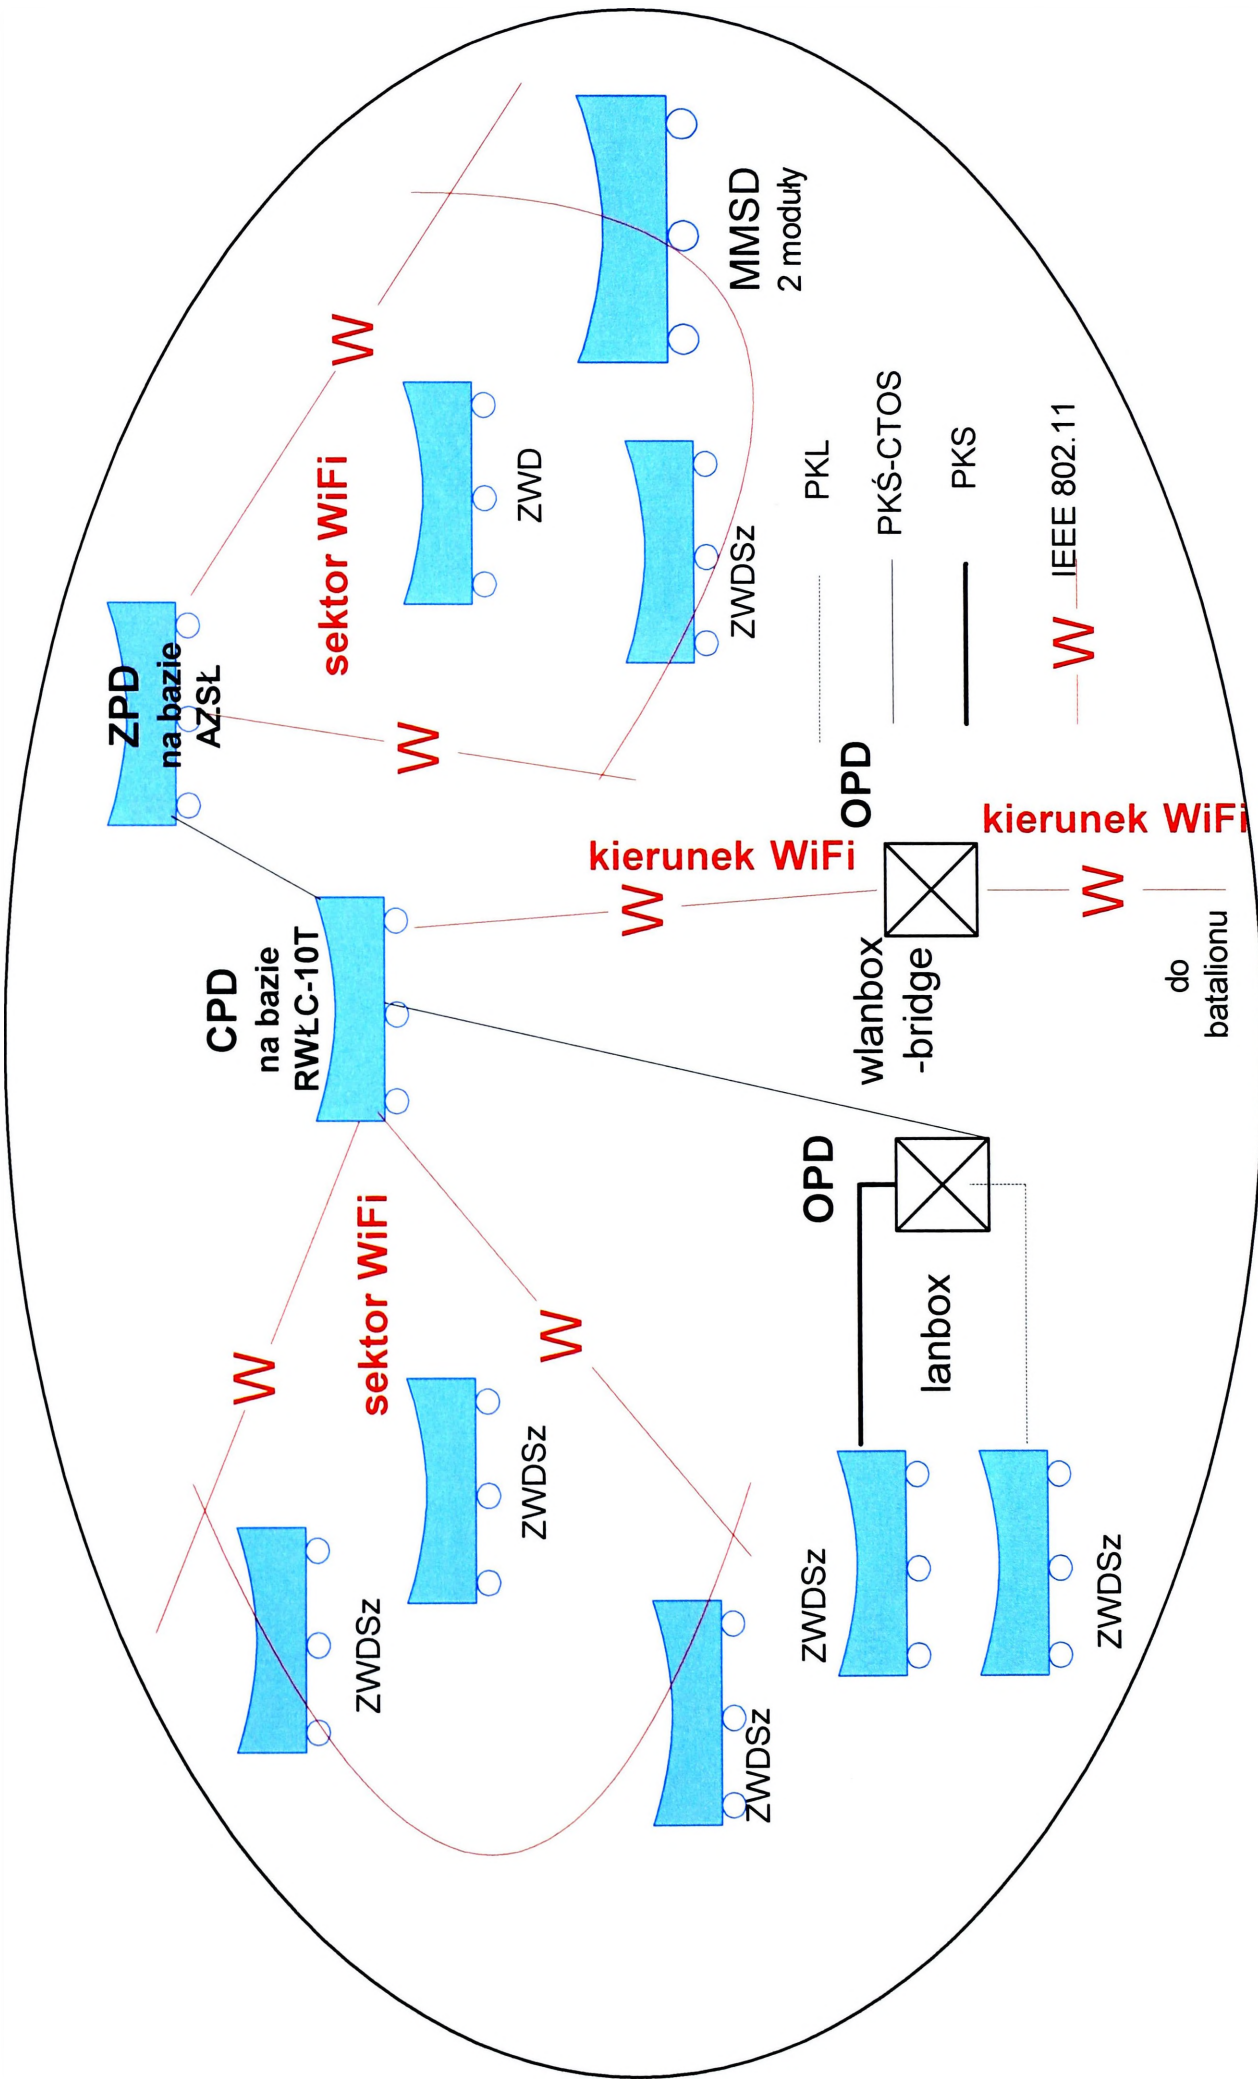 ZPD
na bazie
AZSŁ
W
sektor WiFi
W
ZWD
ZWDSz
MMSD
2 moduły
CPD
na bazie
RWŁC-10T
kierunek WiFi
W
OPD
wlanbox
-bridge
kierunek WiFi
W
do
batalionu
W
sektor WiFi
W
ZWDSz
ZWDSz
ZWDSz
OPD
lanbox
ZWDSz
ZWDSz
PKL
PKŚ-CTOS
PKS
W
IEEE 802.11